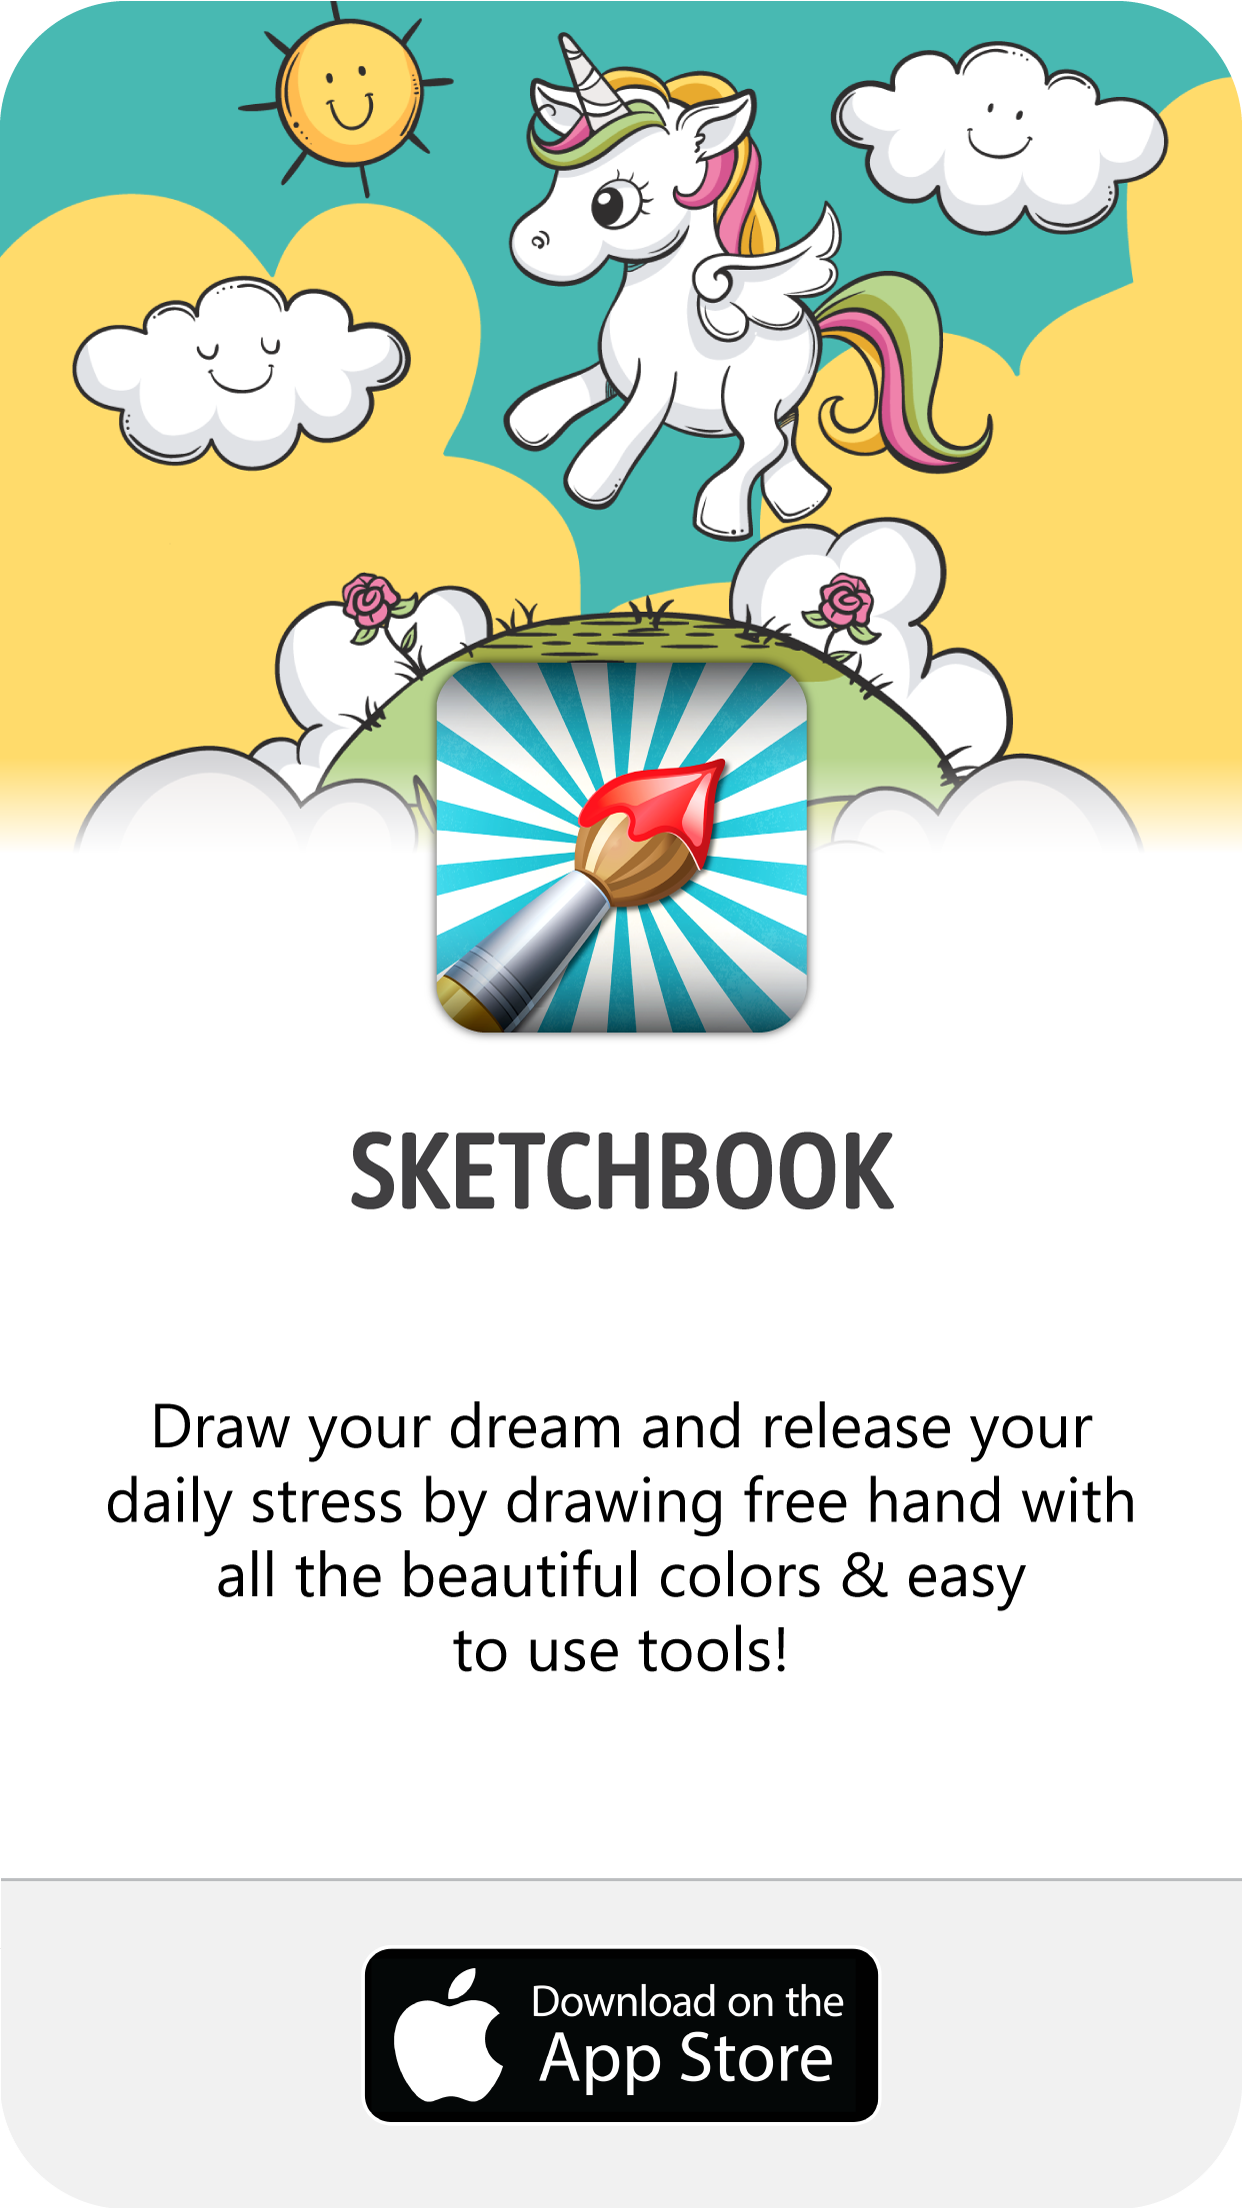 SKETCHBOOK
Draw your dream and release your
daily stress by drawing free hand with
all the beautiful colors & easy
to use tools!
Download on the
App Store